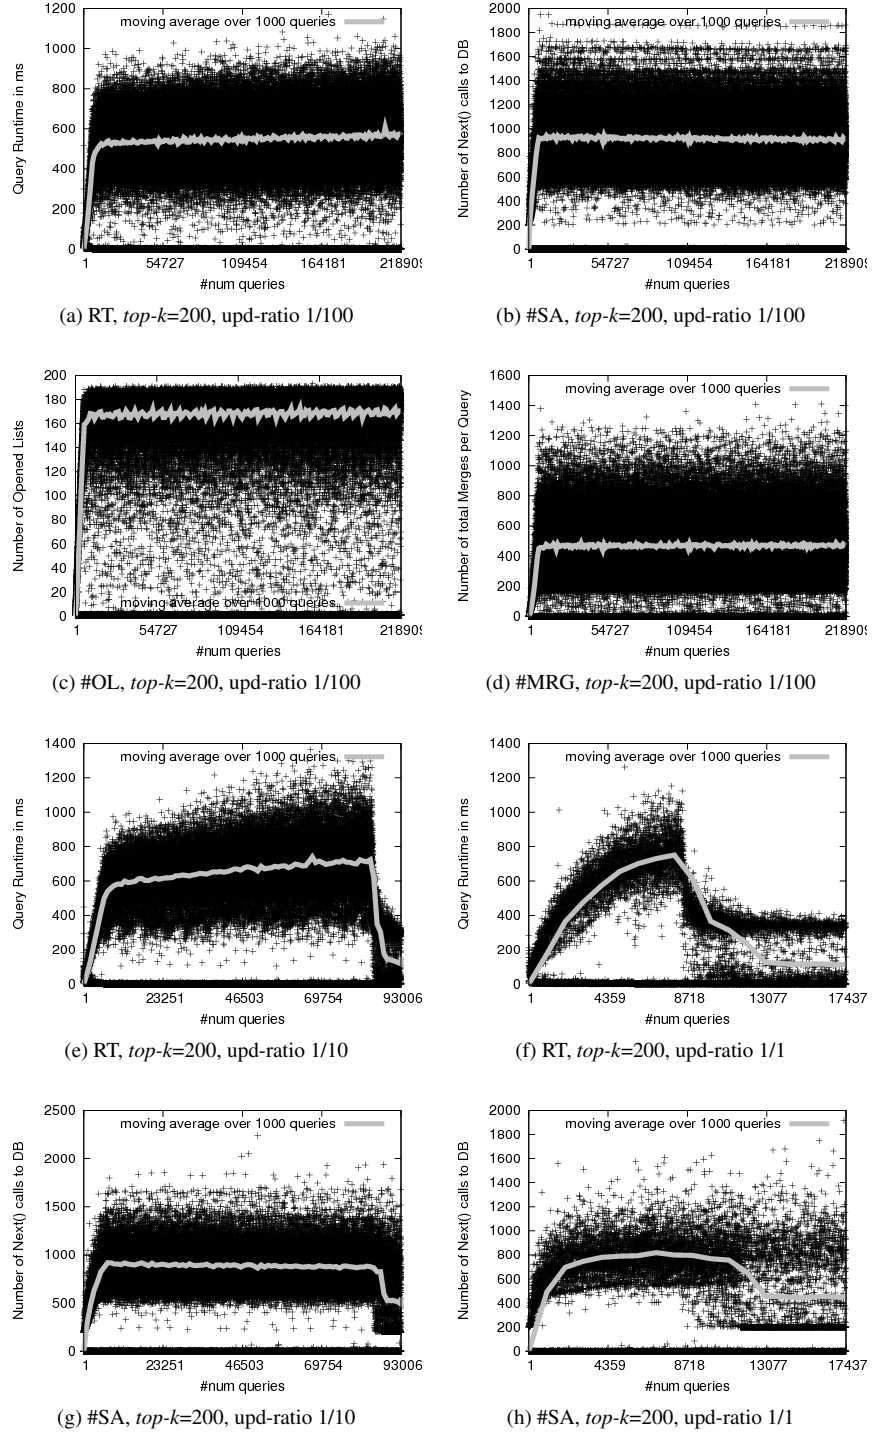 moving average over 1000 queries
1200
1000
800
600
400
200
0
Query Runtime in ms
1 54727 109454 164181 218909
#num queries
(a) RT, top-k=200, upd-ratio 1/100
moving average over 1000 queries
2000
1800
1600
1400
1200
1000
800
600
400
200
0
Number of Next() calls to DB
1 54727 109454 164181 218909
#num queries
(b) #SA, top-k=200, upd-ratio 1/100
200
180
160
140
120
100
80
60
40
20
0
Number of Opened Lists
moving average over 1000 queries
1 54727 109454 164181 218909
#num queries
(c) #OL, top-k=200, upd-ratio 1/100
moving average over 1000 queries
1600
1400
1200
1000
800
600
400
200
0
Number of total Merges per Query
1 54727 109454 164181 218909
#num queries
(d) #MRG, top-k=200, upd-ratio 1/100
moving average over 1000 queries
1400
1200
1000
800
600
400
200
0
Query Runtime in ms
1 23251 46503 69754 93006
#num queries
(e) RT, top-k=200, upd-ratio 1/10
moving average over 1000 queries
1400
1200
1000
800
600
400
200
0
Query Runtime in ms
1 4359 8718 13077 17437
#num queries
(f) RT, top-k=200, upd-ratio 1/1
moving average over 1000 queries
2500
2000
1500
1000
500
0
Number of Next() calls to DB
1 23251 46503 69754 93006
#num queries
(g) #SA, top-k=200, upd-ratio 1/10
moving average over 1000 queries
2000
1800
1600
1400
1200
1000
800
600
400
200
0
Number of Next() calls to DB
1 4359 8718 13077 17437
#num queries
(h) #SA, top-k=200, upd-ratio 1/1